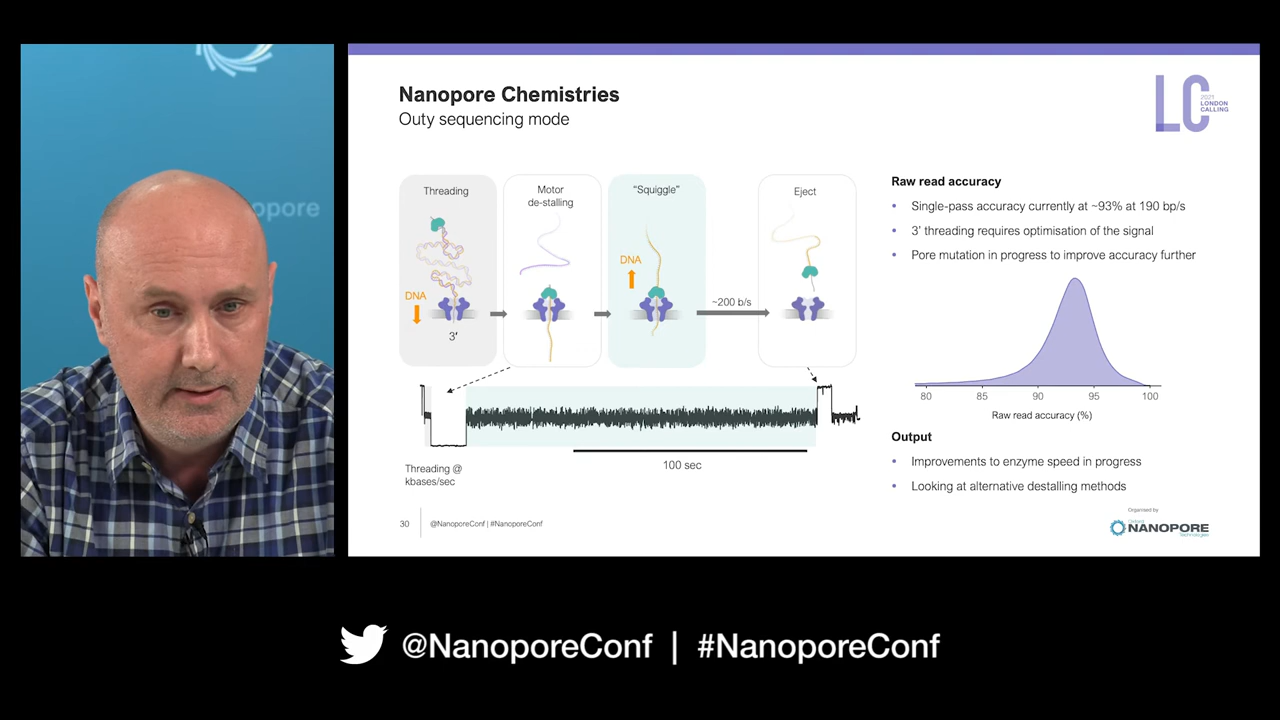 opore
Nanopore Chemistries
Outy sequencing mode
LC
2021
LONDON
CALLING
Threading
DNA
3′
Motor
de-stalling
"Squiggle"
DNA
~200 b/s
Eject
Threading @
kbases/sec
100 sec
Raw read accuracy
• Single-pass accuracy currently at ~93% at 190 bp/s
• 3' threading requires optimisation of the signal
• Pore mutation in progress to improve accuracy further
80 85 90 95 100
Raw read accuracy (%)
Output
• Improvements to enzyme speed in progress
• Looking at alternative destalling methods
30
@NanoporeConf | #NanoporeConf
Organised by
Oxford
NANOPORE
Technologies
@NanoporeConf | #NanoporeConf